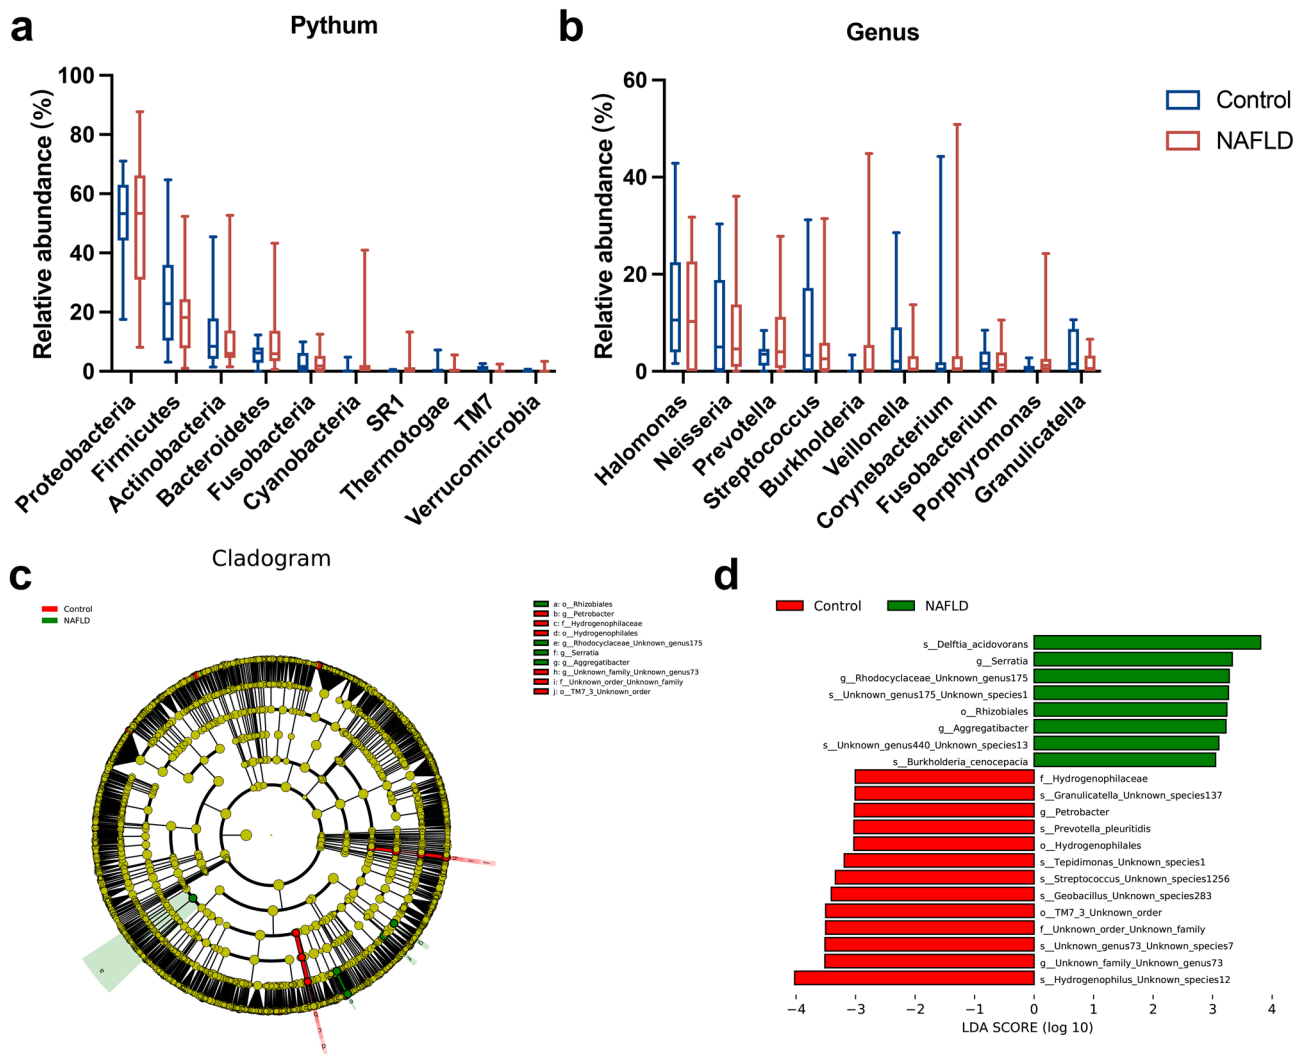 a
Pythum
Relative abundance (%)
100
80
60
40
20
0
Proteobacteria
Firmicutes
Actinobacteria
Bacteroidetes
Fusobacteria
Cyanobacteria
SR1
Thermotogae
TM7
Verrucomicrobia
b
Genus
Relative abundance (%)
60
40
20
0
Halomonas
Neisseria
Prevotella
Streptococcus
Burkholderia
Veillonella
Corynebacterium
Fusobacterium
Porphyromonas
Granulicatella
Control
NAFLD
c
Cladogram
Control
NAFLD
a: o__Rhizobiales
b: g__Petrobacter
c: f__Hydrogenophilaceae
d: o__Hydrogenophilales
e: g__Rhodocyclaceae_Unknown_genus175
f: g__Serratia
g: g__Aggregatibacter
h: g__Unknown_family_Unknown_genus73
i: f__Unknown_order_Unknown_family
j: o__TM7_3_Unknown_order
d
Control
NAFLD
s__Delftia_acidovorans
g__Serratia
g__Rhodocyclaceae_Unknown_genus175
s__Unknown_genus175_Unknown_species1
o__Rhizobiales
g__Aggregatibacter
s__Unknown_genus440_Unknown_species13
s__Burkholderia_cenocepacia
f__Hydrogenophilaceae
s__Granulicatella_Unknown_species137
g__Petrobacter
s__Prevotella_pleuritidis
o__Hydrogenophilales
s__Tepidimonas_Unknown_species1
s__Streptococcus_Unknown_species1256
s__Geobacillus_Unknown_species283
o__TM7_3_Unknown_order
f__Unknown_order_Unknown_family
s__Unknown_genus73_Unknown_species7
g__Unknown_family_Unknown_genus73
s__Hydrogenophilus_Unknown_species12
−4 −3 −2 −1 0 1 2 3 4
LDA SCORE (log 10)